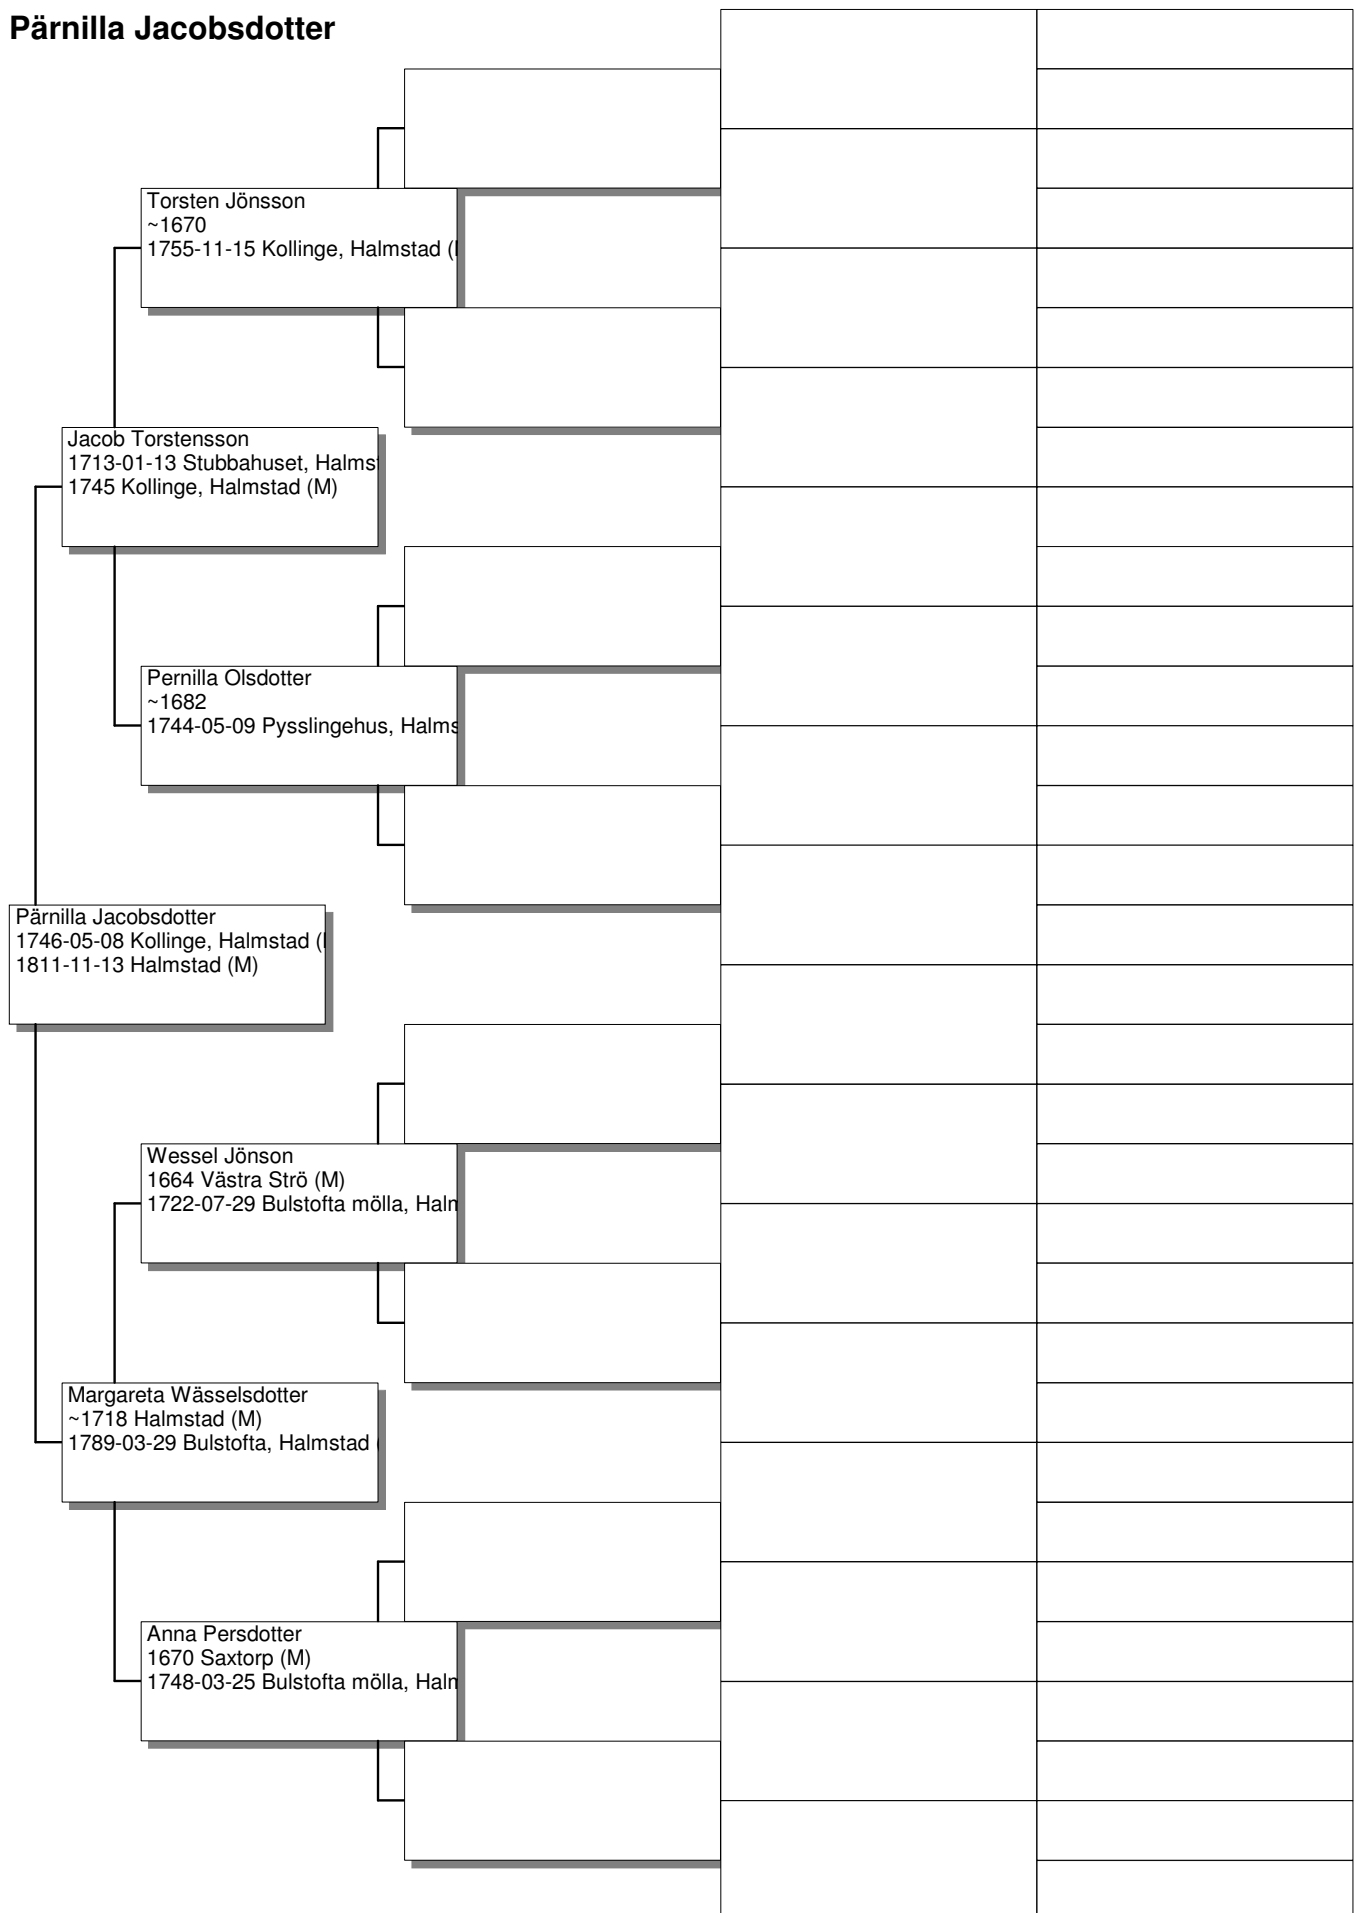 Pärnilla Jacobsdotter
Torsten Jönsson
~1670
1755-11-15 Kollinge, Halmstad (
Jacob Torstensson
1713-01-13 Stubbahuset, Halmst
1745 Kollinge, Halmstad (M)
Pernilla Olsdotter
~1682
1744-05-09 Pysslingehus, Halms
Pärnilla Jacobsdotter
1746-05-08 Kollinge, Halmstad (
1811-11-13 Halmstad (M)
Wessel Jönson
1664 Västra Strö (M)
1722-07-29 Bulstofta mölla, Haln
Margareta Wässelsdotter
~1718 Halmstad (M)
1789-03-29 Bulstofta, Halmstad
Anna Persdotter
1670 Saxtorp (M)
1748-03-25 Bulstofta mölla, Haln